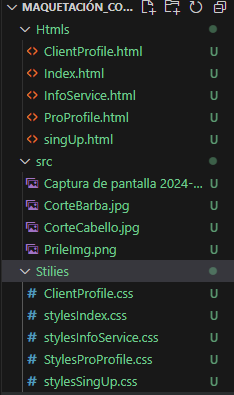 MAQUETACIÓN_CO...
Htmls
ClientProfile.html U
Index.html U
InfoService.html U
ProProfile.html U
singUp.html U
src
Captura de pantalla 2024-... U
CorteBarba.jpg U
CorteCabello.jpg U
PrileImg.png U
Stilies
# ClientProfile.css U
# stylesIndex.css U
# stylesInfoService.css U
# StylesProProfile.css U
# stylesSingUp.css U